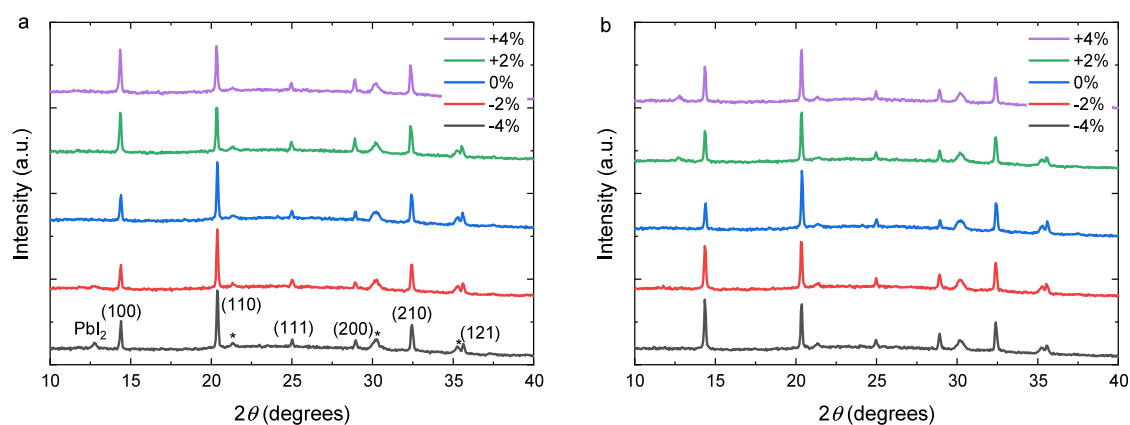 a
+4%
+2%
0%
-2%
-4%
Intensity (a.u.)
PbI2
(100)
(110)
*
(111)
(200)
*
(210)
*
(121)
10 15 20 25 30 35 40
2θ (degrees)
b
+4%
+2%
0%
-2%
-4%
Intensity (a.u.)
10 15 20 25 30 35 40
2θ (degrees)